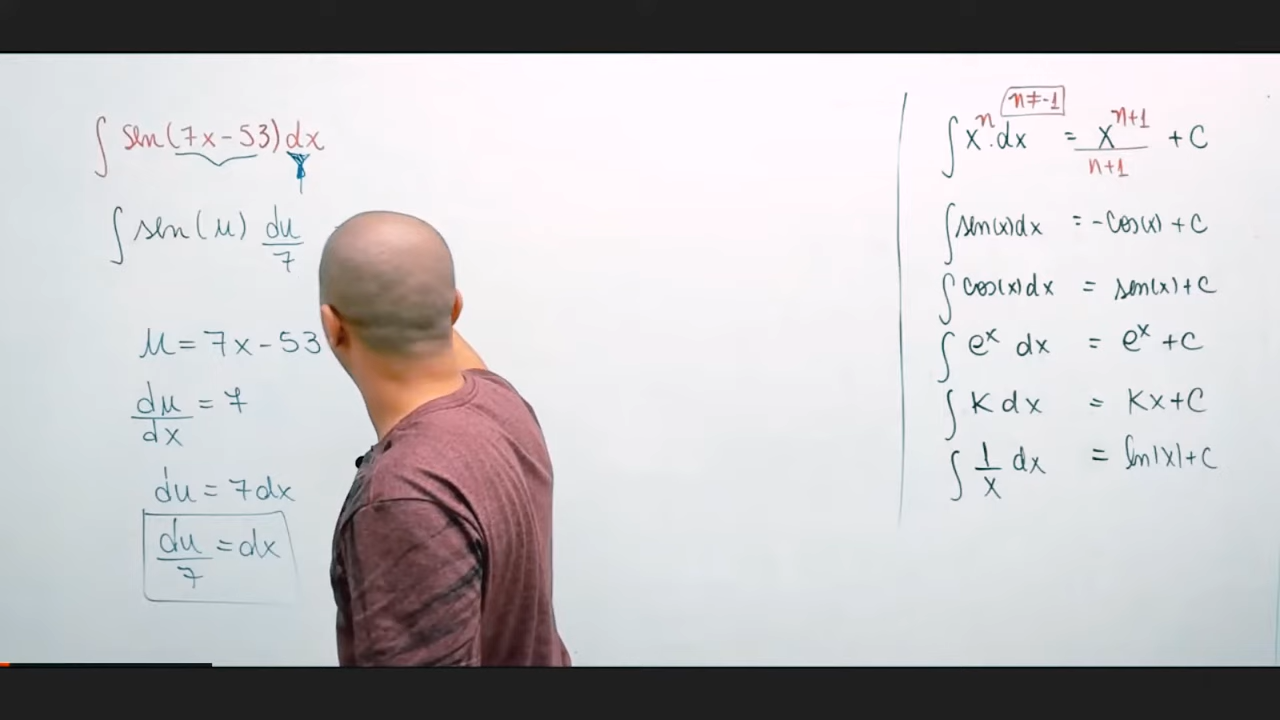 ∫ sen(7x-53)dx
∫ sen(u) du/7
u = 7x-53
du/dx = 7
du = 7dx
du/7 = dx
n≠-1
∫ xⁿ.dx = xⁿ⁺¹/n+1 + C
∫ sen(x)dx = -cos(x) + C
∫ cos(x)dx = sen(x)+C
∫ eˣ dx = eˣ + C
∫ K dx = Kx+C
∫ 1/x dx = ln|x|+C